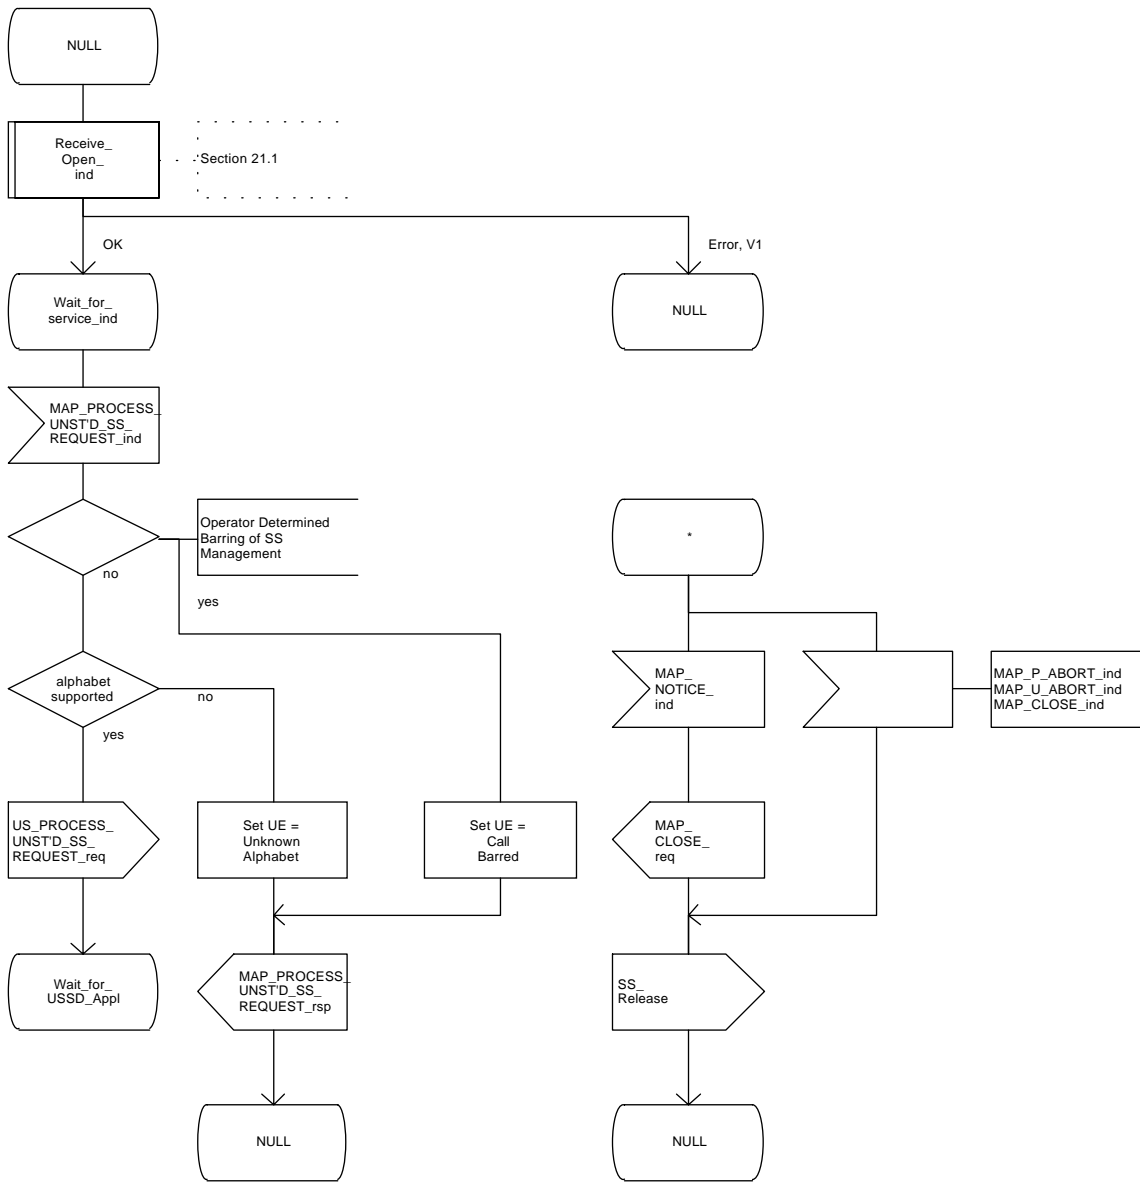 NULL
Receive_
Open_
ind
Section 21.1
OK
Error, V1
Wait_for_
service_ind
NULL
MAP_PROCESS_
UNST'D_SS_
REQUEST_ind
Operator Determined
Barring of SS
Management
no
yes
*
alphabet
supported
no
yes
MAP_
NOTICE_
ind
MAP_P_ABORT_ind
MAP_U_ABORT_ind
MAP_CLOSE_ind
US_PROCESS_
UNST'D_SS_
REQUEST_req
Set UE =
Unknown
Alphabet
Set UE =
Call
Barred
MAP_
CLOSE_
req
Wait_for_
USSD_Appl
MAP_PROCESS_
UNST'D_SS_
REQUEST_rsp
SS_
Release
NULL
NULL